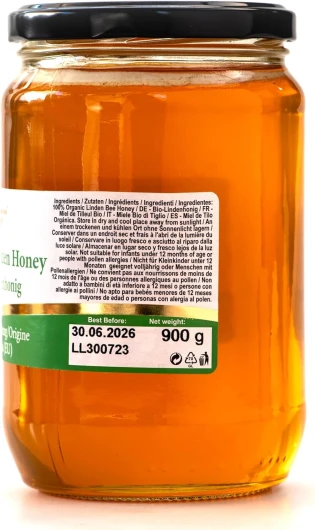 Ingredients / Zutaten / Ingrédients / Ingredienti / Ingredientes:
100% Organic Linden Bee Honey / DE - Bio-Lindenhonig / FR -
Miel de Tilleul Bio / IT - Miele Bio di Tiglio / ES - Miel de Tilo
Orgánica. Store in dry and cool place away from sunlight / An
einem trockenen und kühlen Ort ohne Sonnenlicht lagern /
Conserver dans un endroit sec et frais à l'abri de la lumière du
soleil / Conservare in luogo fresco e asciutto al riparo dalla
luce solare / Almacenar en lugar seco y fresco lejos de la luz
solar. Not suitable for infants under 12 months of age or
people with pollen allergies / Nicht für Kleinkinder unter 12
Monaten geeignet volljährig oder Menschen mit
Pollenallergien / Ne convient pas aux nourrissons de moins de
12 mois de l'âge ou des personnes allergiques au pollen / Non
adatto a bambini di età inferiore a 12 mesi o persone con
allergie ai pollini / No apto para bebés menores de 12 meses
mayores de edad o personas con alergia al polen.
en Honey
honig
Origine
EU)
Best Before: Net weight:
30.06.2026 900 g
LL300723
GL